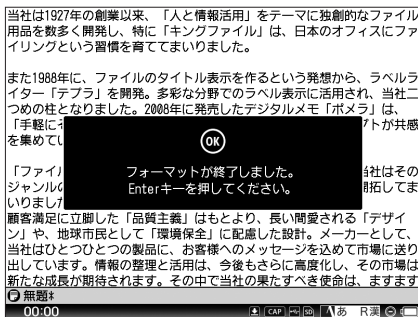 当社は1927年の創業以来、「人と情報活用」をテーマに独創的なファイル
用品を数多く開発し、特に「キングファイル」は、日本のオフィスにファ
イリングという習慣を育ててまいりました。
また1988年に、ファイルのタイトル表示を作るという発想から、ラベルラ
イター「テプラ」を開発。多彩な分野でのラベル表示に活用され、当社二
つめの柱となりました。2008年に発売したデジタルメモ「ポメラ」は、
「手軽に
トが共感
を集めて
OK
フォーマットが終了しました。
Enterキーを押してください。
「ファイ
当社はその
ジャンル
開拓してま
いりまし
顧客満足に立脚した「品質主義」はもとより、長い間愛される「デザイ
ン」や、地球市民として「環境保全」に配慮した設計。メーカーとして、
当社はひとつひとつの製品に、お客様へのメッセージを込めて市場に送り
出しています。情報の整理と活用は、今後もさらに高度化し、その市場は
新たな成長が期待されます。その中で当社の果たすべき使命は、ますます
無題*
00:00 CAP SD あ R漢